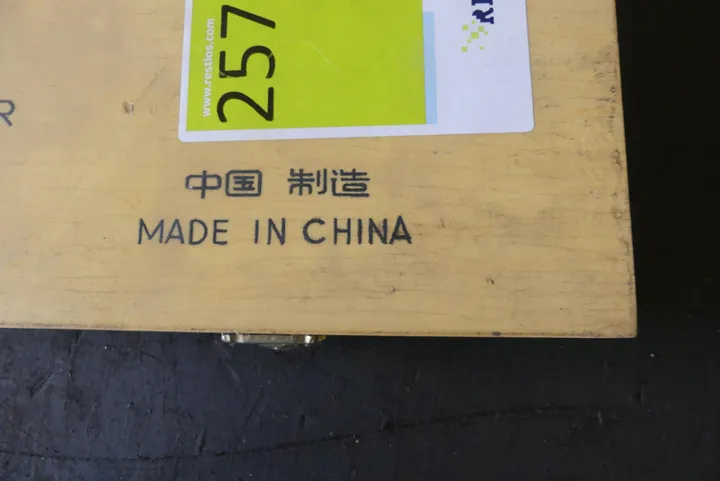 www.restlos.com
257
中国 制造
MADE IN CHINA